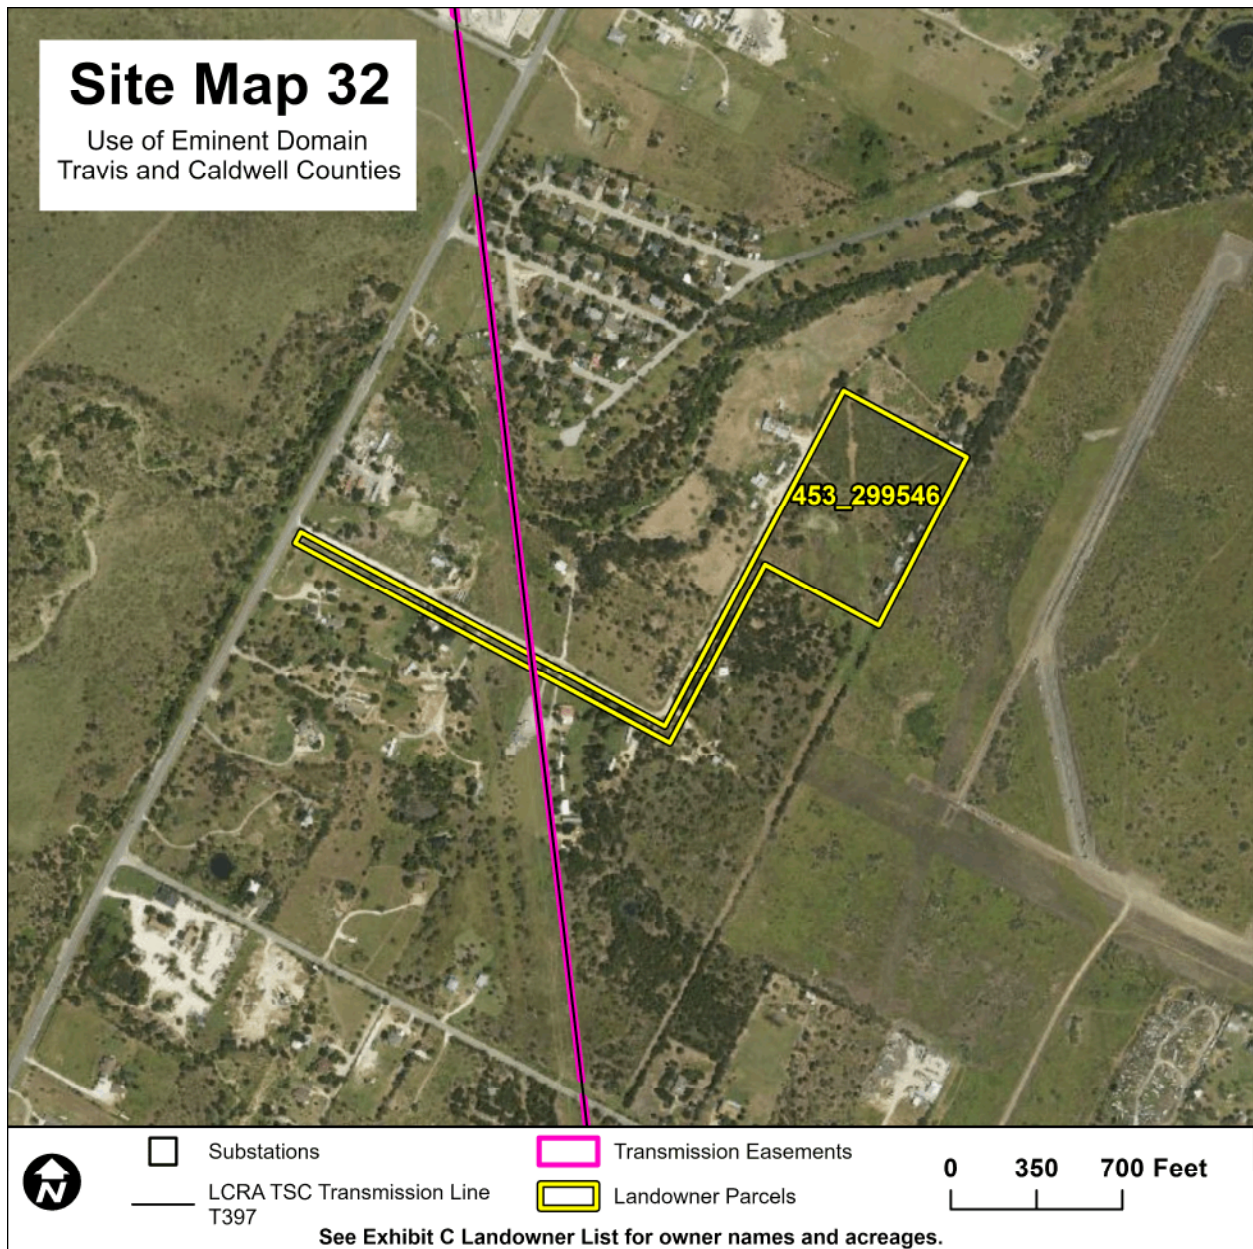 Site Map 32
Use of Eminent Domain
Travis and Caldwell Counties
453_299546
N
Substations
LCRA TSC Transmission Line
T397
Transmission Easements
Landowner Parcels
0 350 700 Feet
See Exhibit C Landowner List for owner names and acreages.